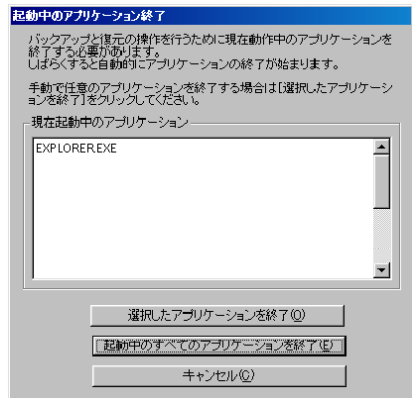 起動中のアプリケーション終了
バックアップと復元の操作を行うために現在動作中のアプリケーションを
終了する必要があります。
しばらくすると自動的にアプリケーションの終了が始まります。
手動で任意のアプリケーションを終了する場合は[選択したアプリケーシ
ョンを終了]をクリックしてください。
現在起動中のアプリケーション
EXPLORER.EXE
選択したアプリケーションを終了(O)
起動中のすべてのアプリケーションを終了(E)
キャンセル(C)